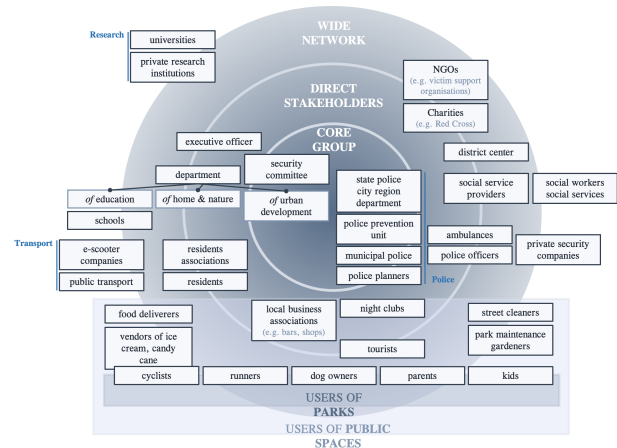 WIDE
NETWORK
Research
universities
private research
institutions
NGOs
(e.g. victim support
organisations)
DIRECT
STAKEHOLDERS
Charities
(e.g. Red Cross)
CORE
GROUP
executive officer
district center
security
committee
department
state police
city region
department
social service
providers
social workers
social services
of education
of home & nature
of urban
development
schools
police prevention
unit
ambulances
Transport
e-scooter
companies
residents
associations
municipal police
police officers
private security
companies
public transport
residents
police planners
Police
food deliverers
local business
associations
(e.g. bars, shops)
night clubs
street cleaners
vendors of ice
cream, candy
cane
tourists
park maintenance
gardeners
cyclists
runners
dog owners
parents
kids
USERS OF
PARKS
USERS OF PUBLIC
SPACES